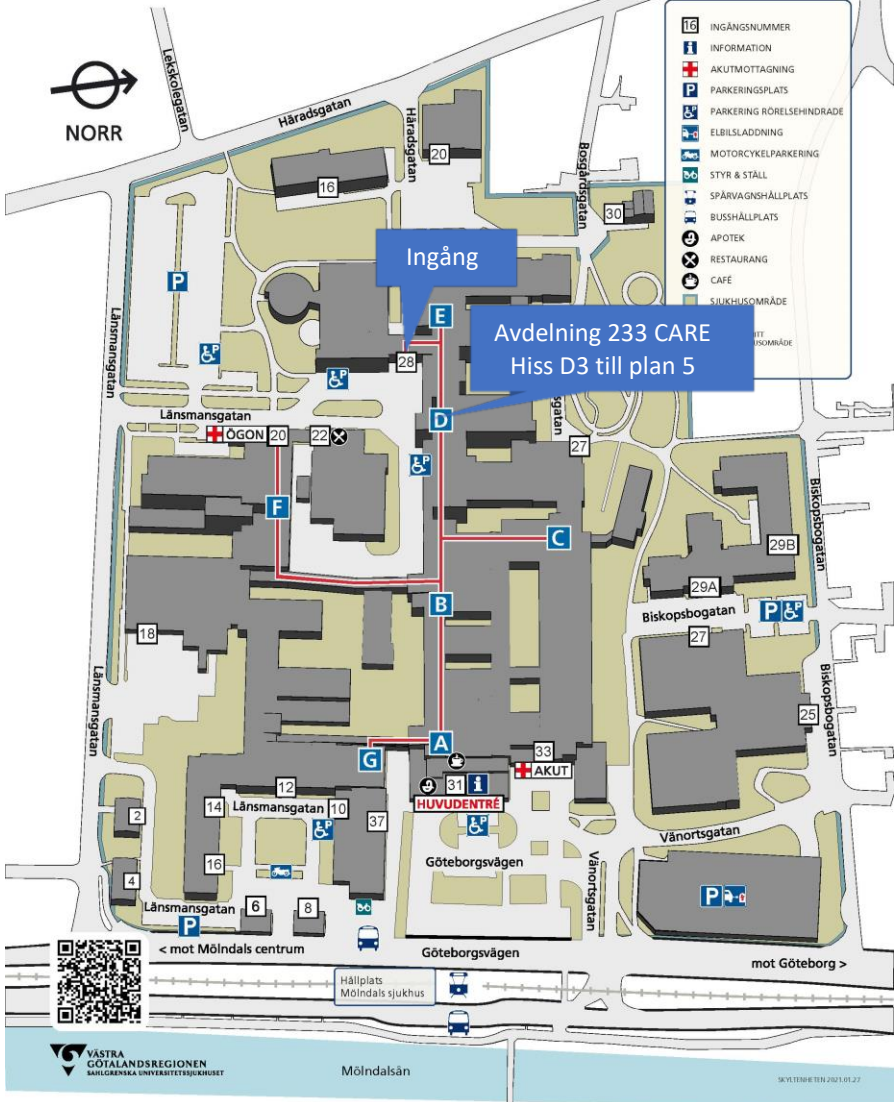 NORR
16 INGÅNGSNUMMER
i INFORMATION
AKUTMOTTAGNING
P PARKERINGSPLATS
P PARKERING RÖRELSEHINDRADE
ELBILSLADDNING
MOTORCYKELPARKERING
STYR & STÄLL
SPÅRVAGNSHÅLLPLATS
BUSSHÅLLPLATS
APOTEK
RESTAURANG
CAFÉ
SJUKHUSOMRÅDE
Lekskolegatan
Häradsgatan
Häradsgatan
20
16
Bosgårdsgatan
30
Ingång
P
E
Avdelning 233 CARE
Hiss D3 till plan 5
Länsmansgatan
P
28
P
Länsmansgatan
D
ÖGON 20
22
27
P
F
C
Biskopsbogatan
29B
29A
B
Biskopsbogatan
P P
18
27
Länsmansgatan
Biskopsbogatan
25
A
G
33
AKUT
12
31 i
HUVUDENTRÉ
14
Länsmansgatan
10
37
2
P
P
Vänortsgatan
Göteborgsvägen
Vänortsgatan
16
4
P
Länsmansgatan
6
8
P
< mot Mölndals centrum
Göteborgsvägen
mot Göteborg >
Hållplats
Mölndals sjukhus
VÄSTRA
GÖTALANDSREGIONEN
SAHLGRENSKA UNIVERSITETSSJUKHUSET
Mölndalsån
SKYLTENHETEN 2021.01.27